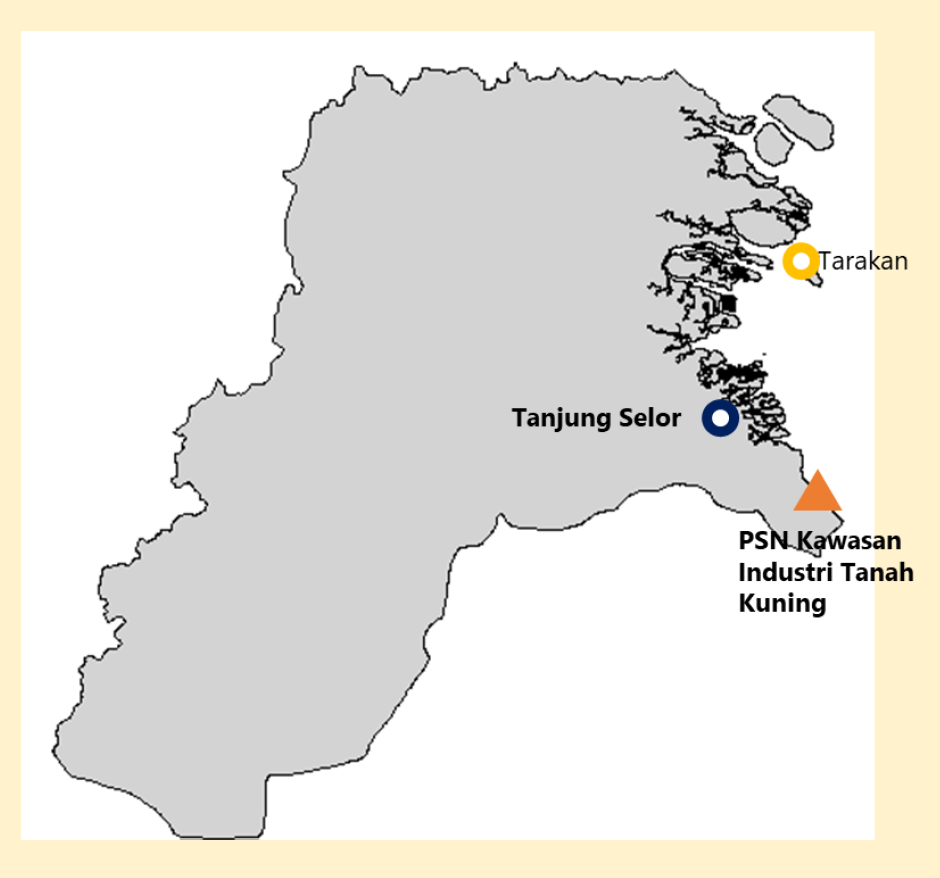 Tarakan
Tanjung Selor
PSN Kawasan
Industri Tanah
Kuning